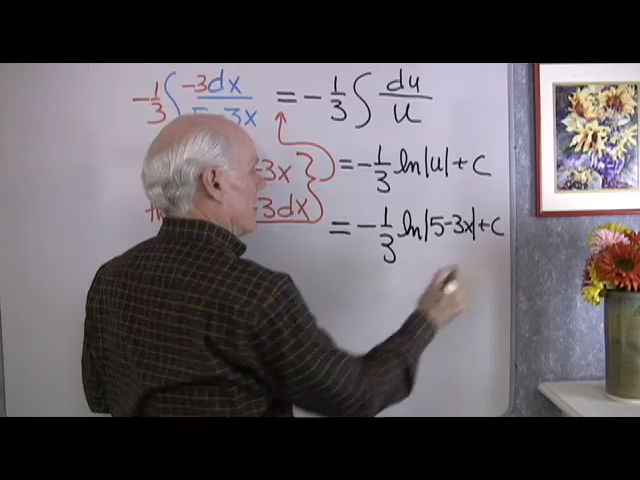 -1/3 ∫ -3dx/5-3x = -1/3 ∫ du/u
-3x = -1/3 ln|u| + C
-3dx = -1/3 ln|5-3x| + C